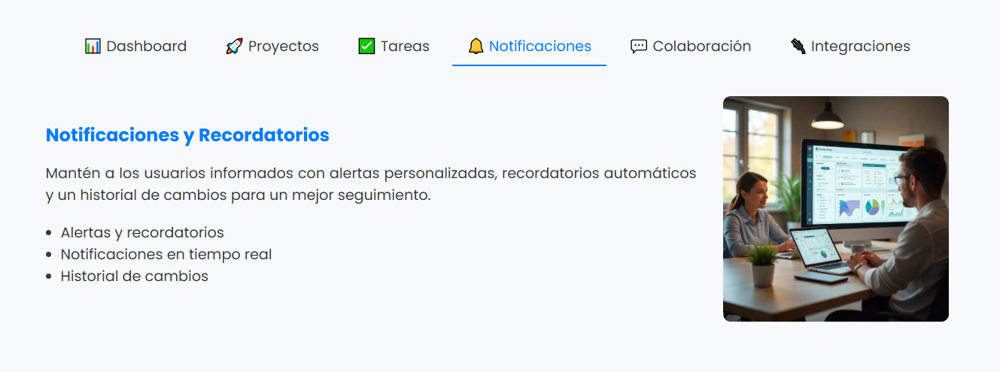 Dashboard
Proyectos
Tareas
Notificaciones
Colaboración
Integraciones
Notificaciones y Recordatorios
Mantén a los usuarios informados con alertas personalizadas, recordatorios automáticos
y un historial de cambios para un mejor seguimiento.
Alertas y recordatorios
Notificaciones en tiempo real
Historial de cambios